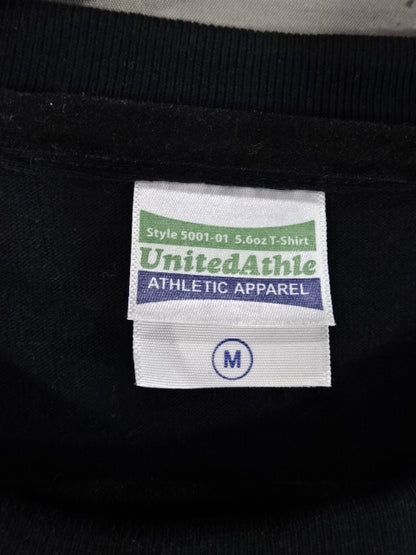 Style 5001-01 5.6oz T-Shirt
UnitedAthle
ATHLETIC APPAREL
M